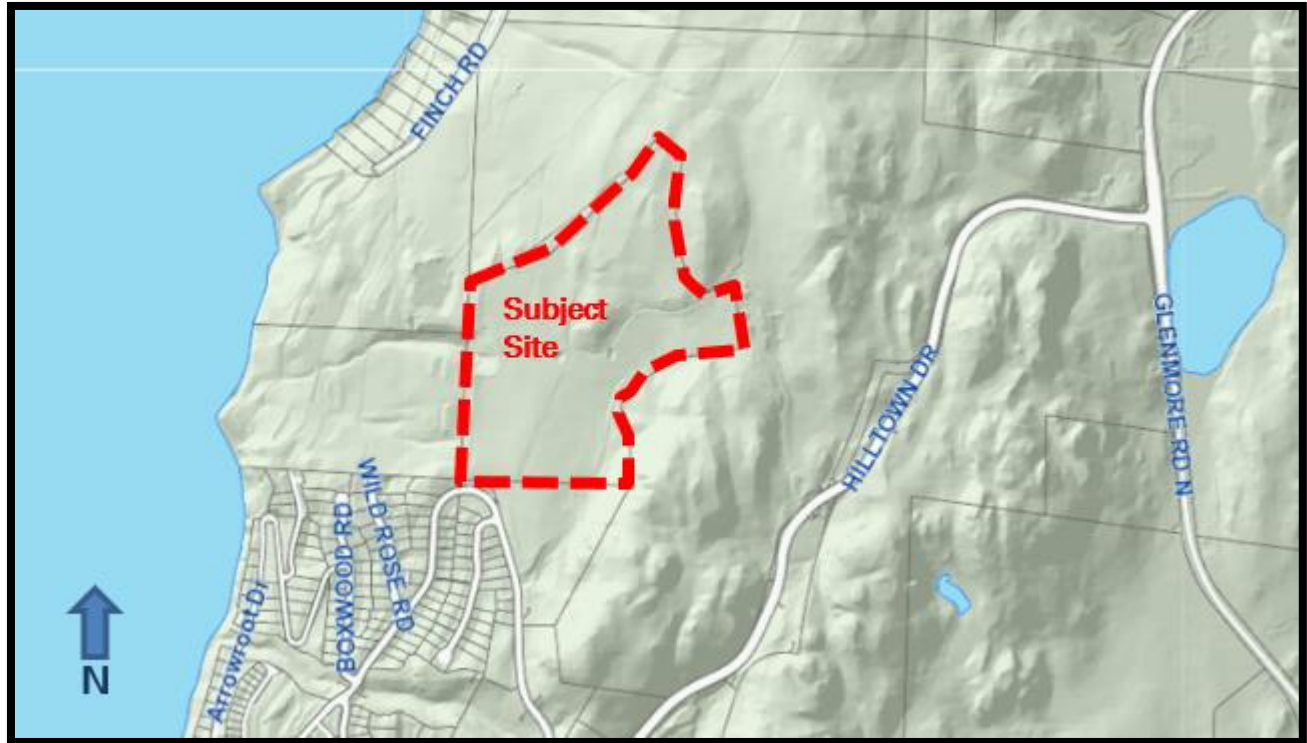 FINCH RD
Subject
Site
HILLTOWN DR
GLENMORE RD N
WILD ROSE RD
BOXWOOD RD
Arrowroot Dr
N